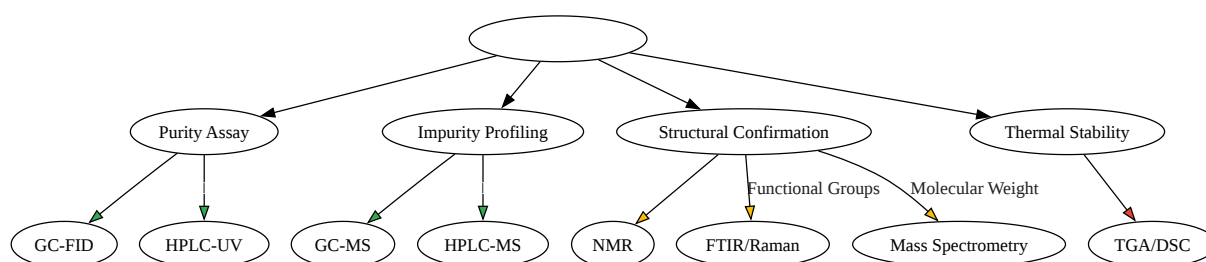 Purity Assay
Impurity Profiling
Structural Confirmation
Thermal Stability
Functional Groups
Molecular Weight
GC-FID
HPLC-UV
GC-MS
HPLC-MS
NMR
FTIR/Raman
Mass Spectrometry
TGA/DSC